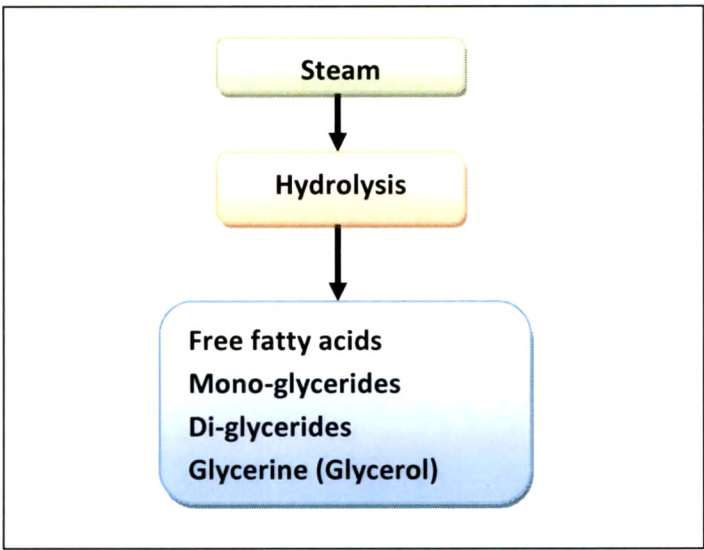 Steam
Hydrolysis
Free fatty acids
Mono-glycerides
Di-glycerides
Glycerine (Glycerol)